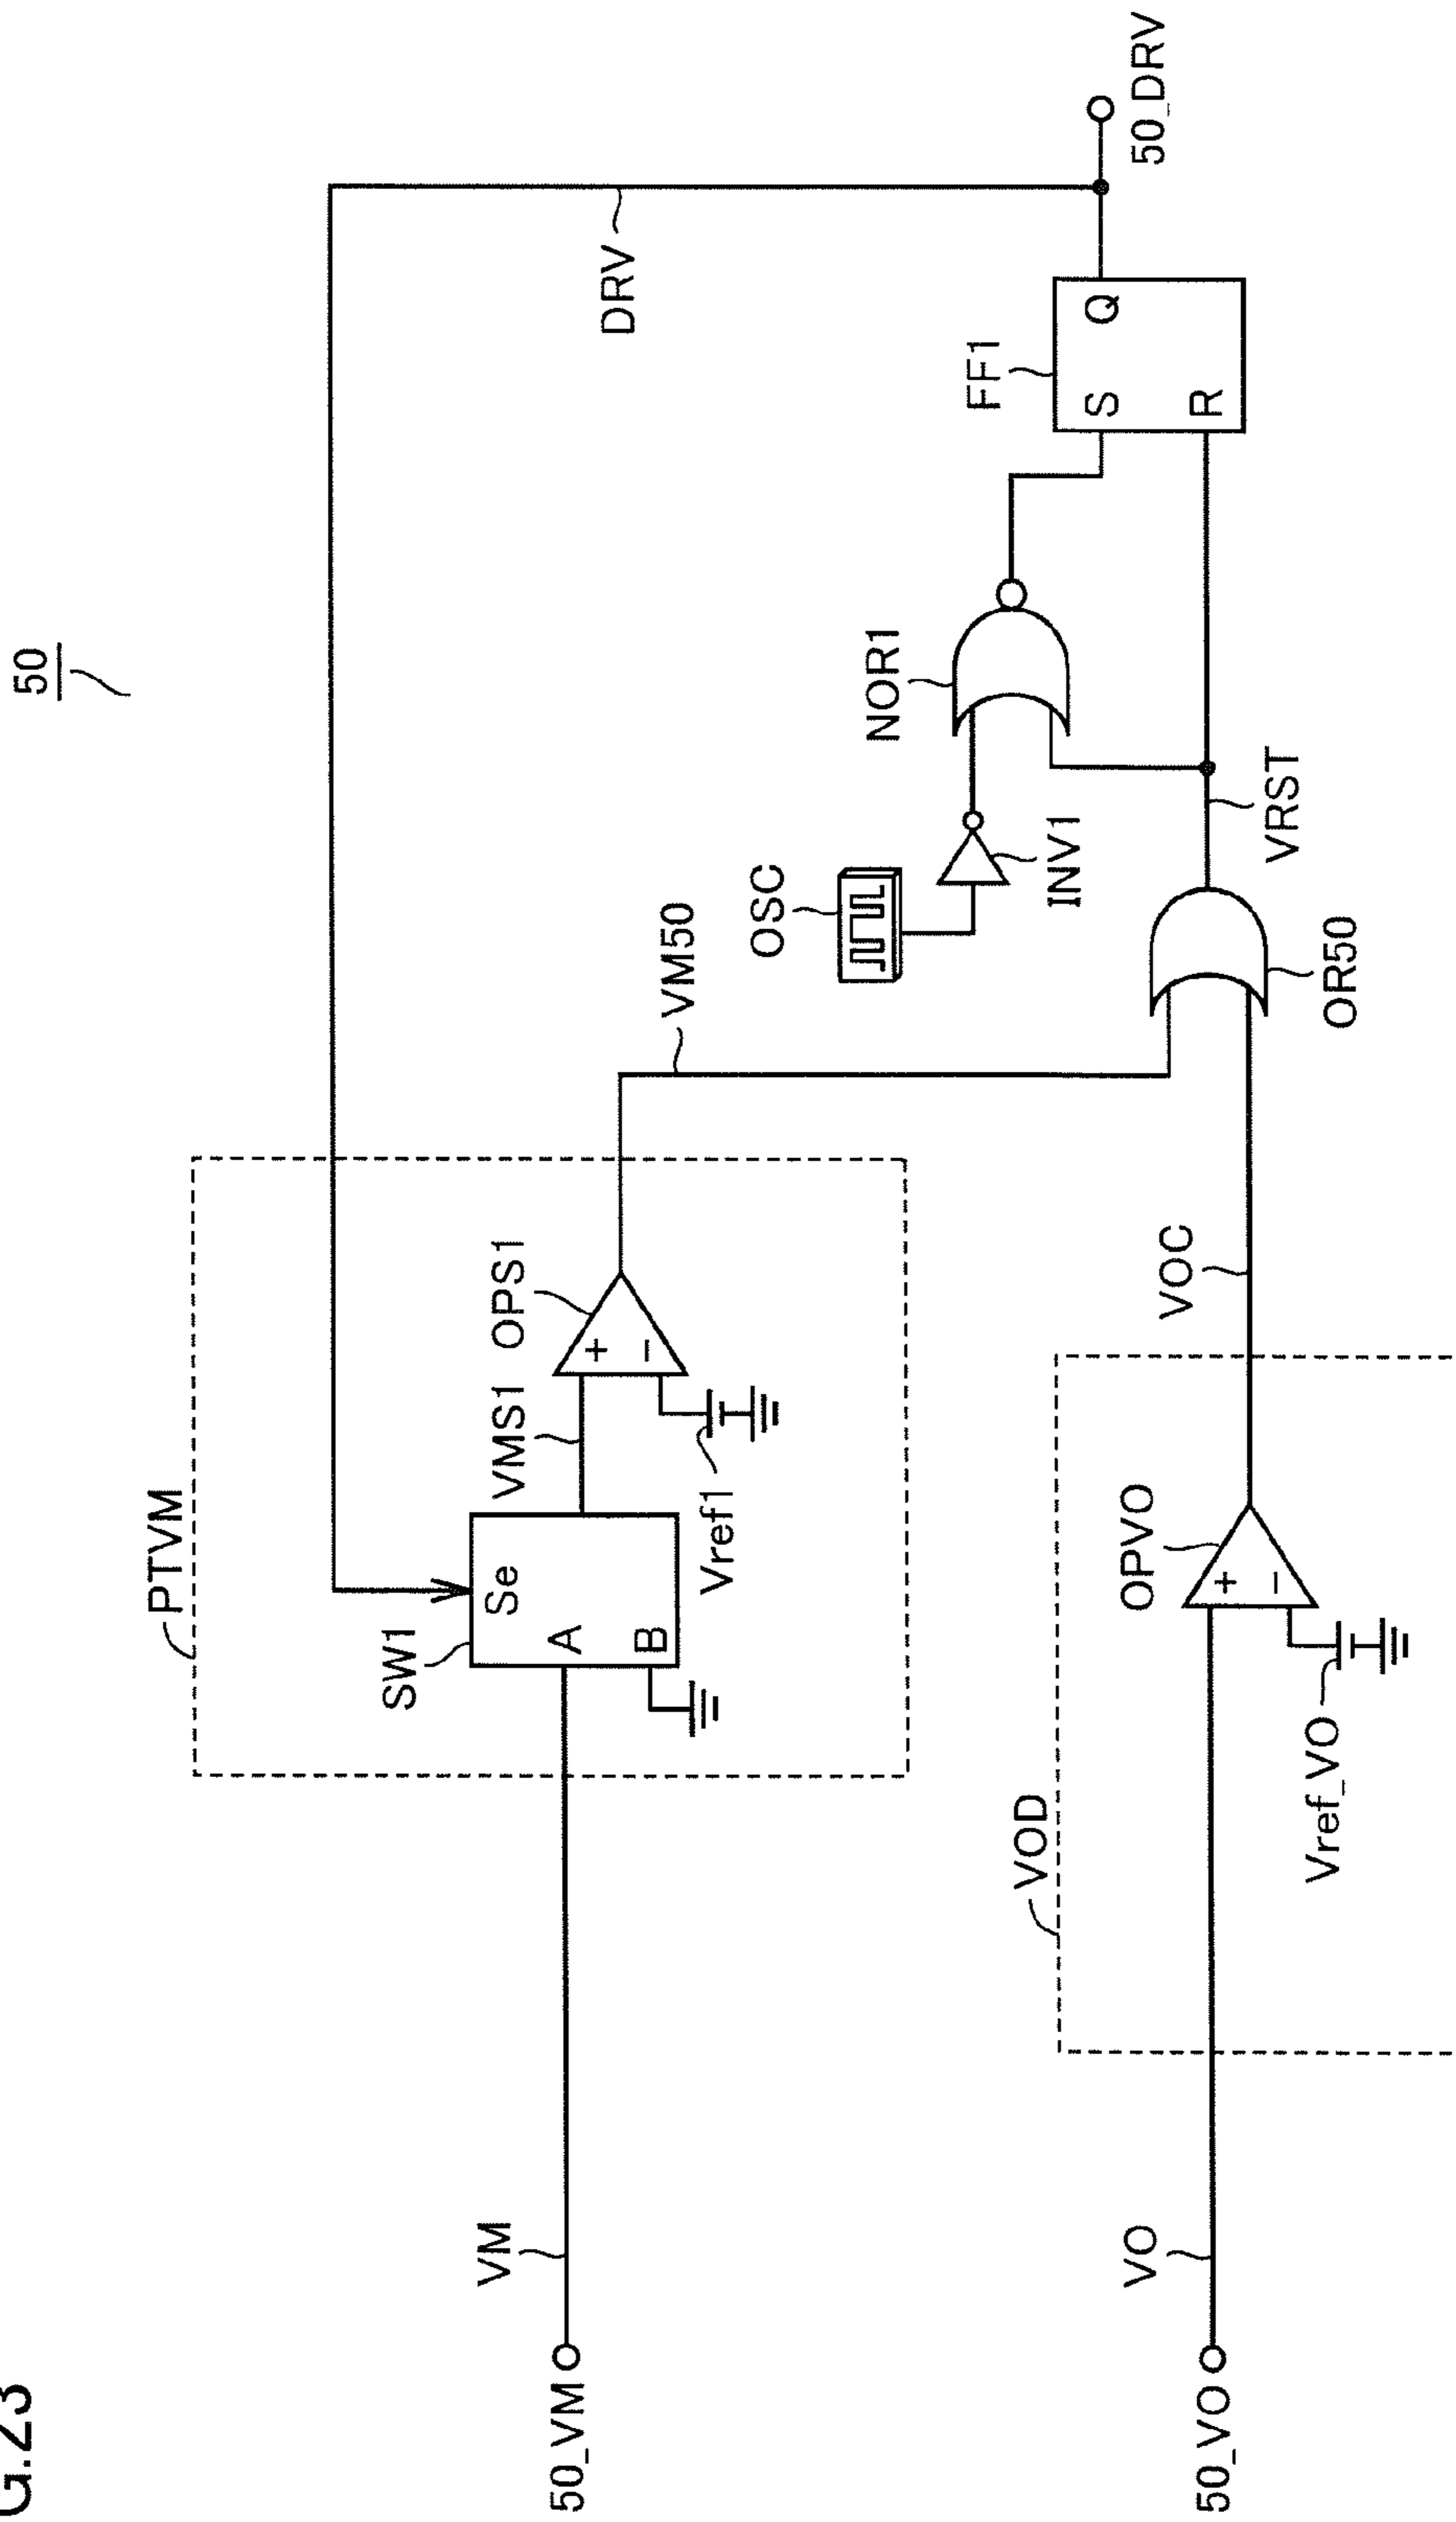 G.23
50
PTVM
SW1
Se
A
B
VMS1
OPS1
+
−
Vref1
VM
50_VM
DRV
VM50
OSC
INV1
NOR1
FF1
S
Q
R
50_DRV
VRST
OR50
VOC
VOD
OPVO
+
−
Vref_VO
VO
50_VO